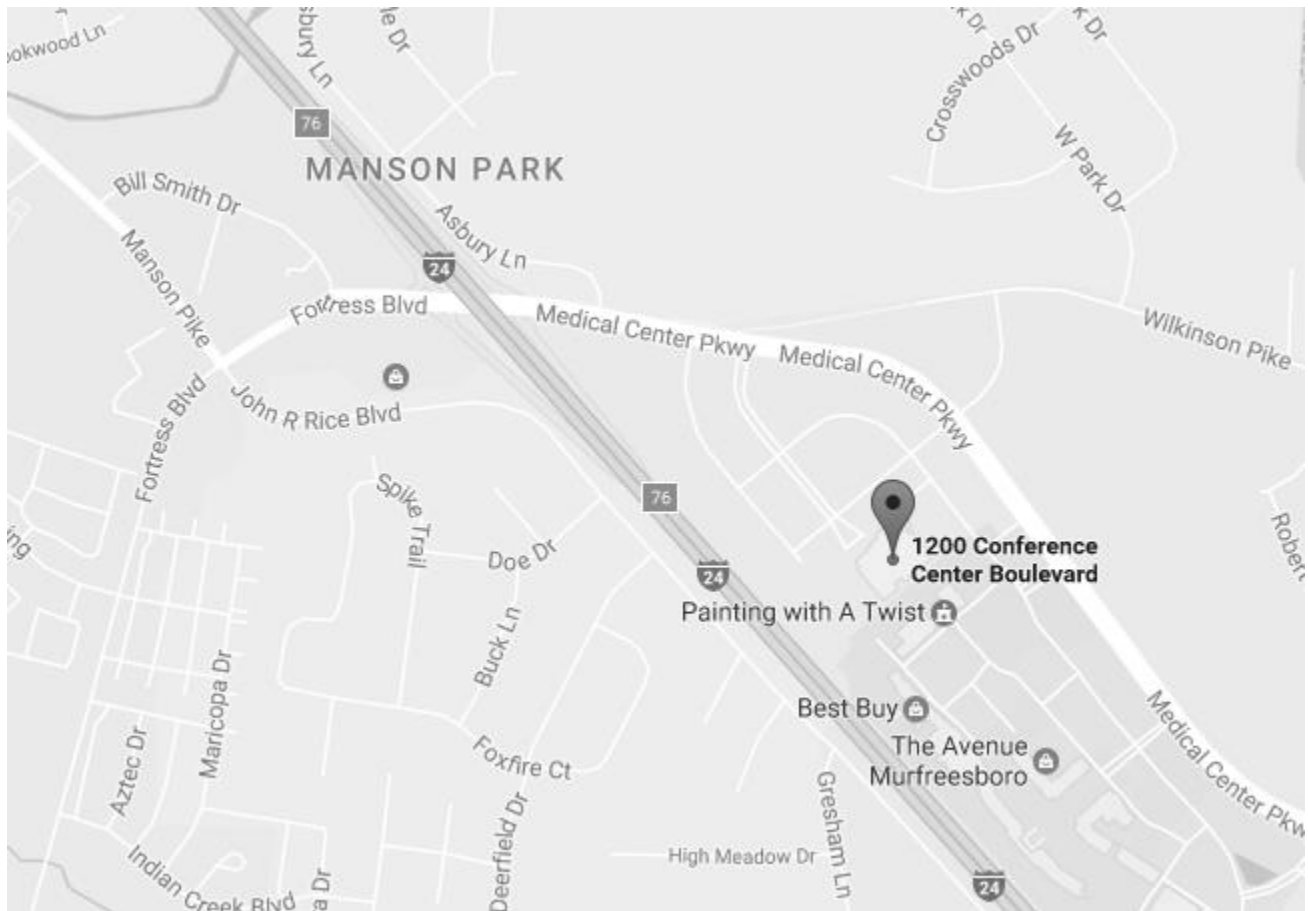 ookwood Ln
sbury Ln
le Dr
k Dr
k Dr
Crosswoods Dr
76
MANSON PARK
W Park Dr
Bill Smith Dr
Asbury Ln
Manson Pike
24
Fortress Blvd
Medical Center Pkwy
Medical Center Pkwy
Wilkinson Pike
John R Rice Blvd
Fortress Blvd
Spike Trail
76
Robert
ing
Doe Dr
24
1200 Conference
Center Boulevard
Painting with A Twist
Buck Ln
Maricopa Dr
Best Buy
The Avenue
Murfreesboro
Medical Center Pkw
Aztec Dr
Foxfire Ct
Gresham Ln
Deerfield Dr
High Meadow Dr
Indian Creek Blvd
a Dr
24